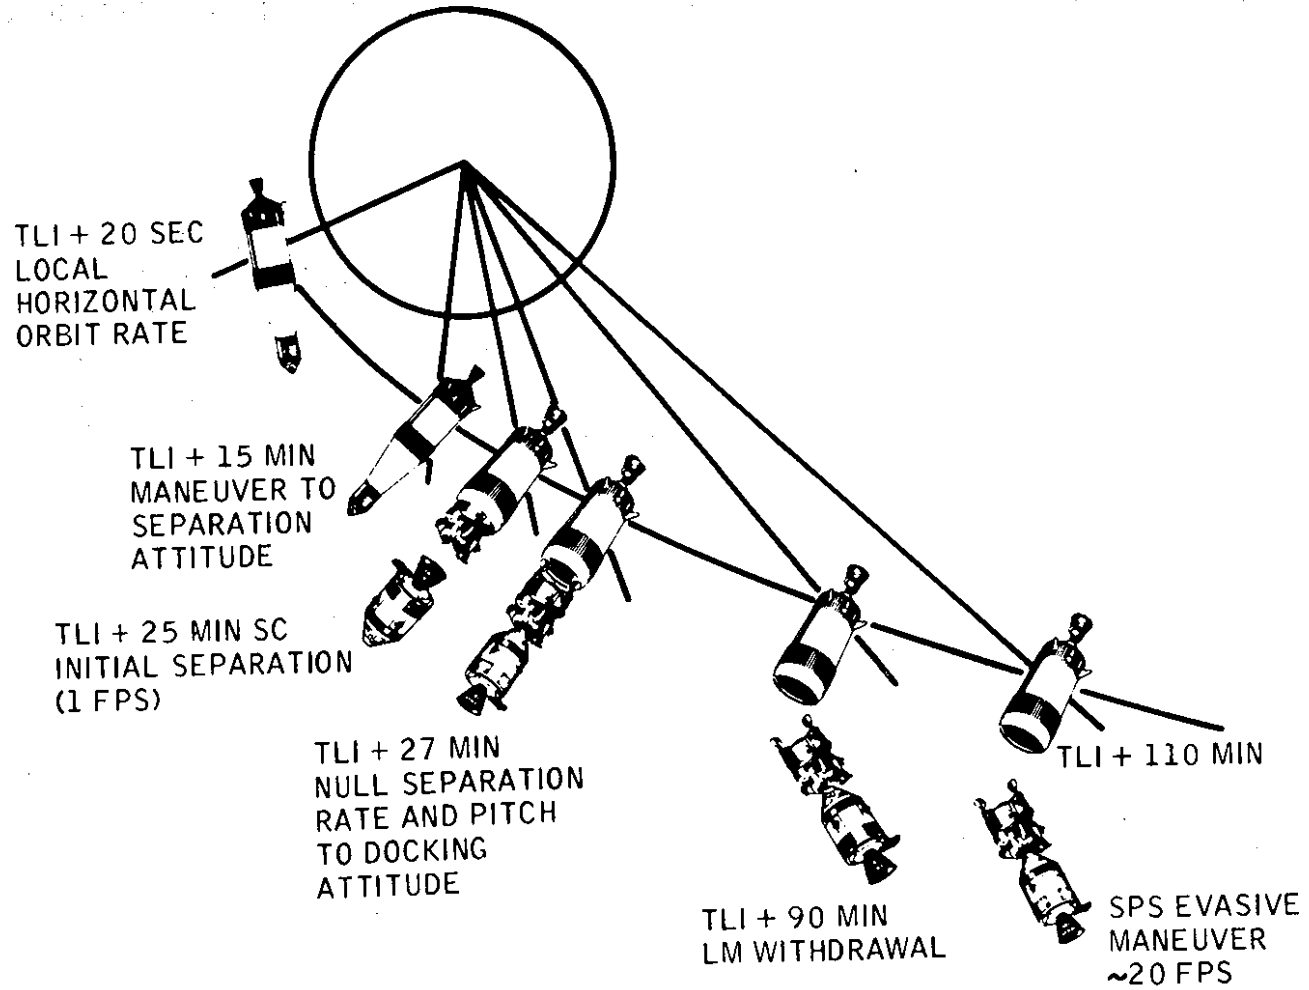 TLI + 20 SEC
LOCAL
HORIZONTAL
ORBIT RATE
TLI + 15 MIN
MANEUVER TO
SEPARATION
ATTITUDE
TLI + 25 MIN SC
INITIAL SEPARATION
(1 FPS)
TLI + 27 MIN
NULL SEPARATION
RATE AND PITCH
TO DOCKING
ATTITUDE
TLI + 90 MIN
LM WITHDRAWAL
TLI + 110 MIN
SPS EVASIVE
MANEUVER
~20 FPS